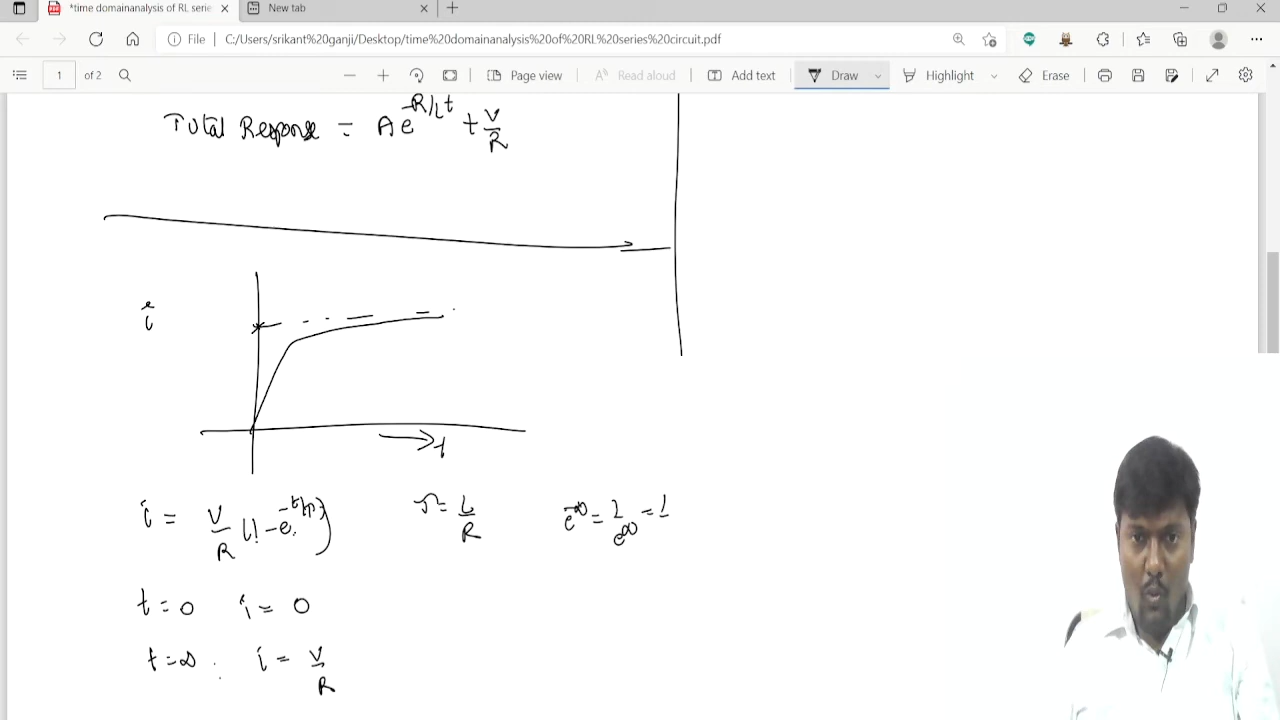 *time domainanalysis of RL serie
New tab
File C:/Users/srikant%20ganji/Desktop/time%20domainanalysis%20of%20RL%20series%20circuit.pdf
1 of 2 Page view Read aloud Add text Draw Highlight Erase
Total Response = Ae^-R/L t + V/R
i
t
i = V/R (1 - e^-t/τ) τ = L/R e^-∞ = 1/e^∞ = 1
t = 0 i = 0
t = ∞ i = V/R